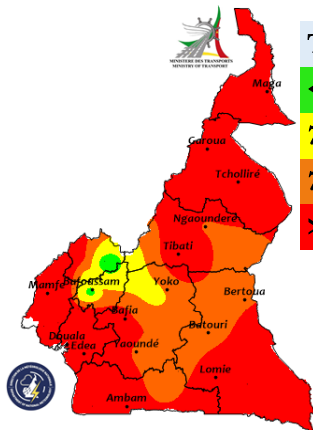 MINISTERE DES TRANSPORTS
MINISTRY OF TRANSPORT
Maga
Garoua
Tcholliré
Ngaoundere
Tibati
Mamfe
Bafoussam
Yoko
Bertoua
Bafia
Batouri
Douala
Edea
Yaoundé
Lomie
Ambam